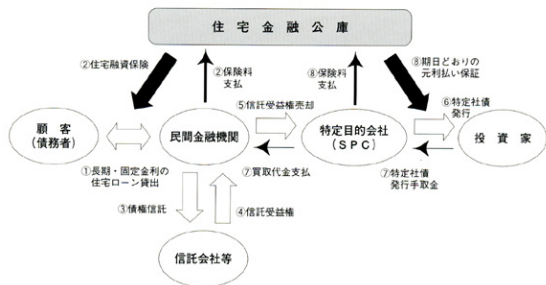 住宅金融公庫
②住宅融資保険
②保険料
支払
⑧保険料
支払
⑧期日どおりの
元利払い保証
⑤信託受益権売却
⑥特定社債
発行
顧客
(債務者)
民間金融機関
特定目的会社
(SPC)
投資家
①長期・固定金利の
住宅ローン貸出
⑦買取代金支払
⑦特定社債
発行手取金
③債権信託
④信託受益権
信託会社等